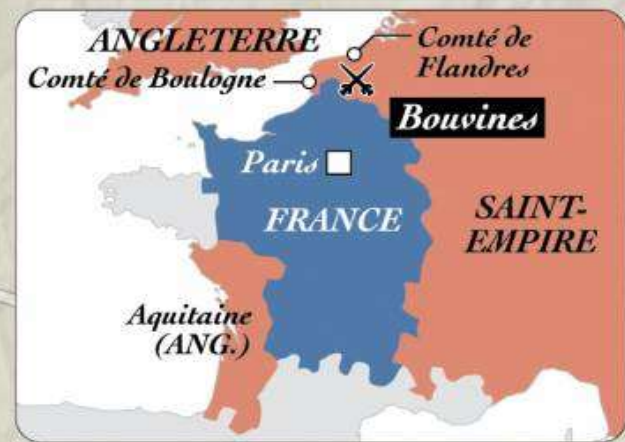 ANGLETERRE
Comté de
Flandres
Comté de Boulogne
Bouvines
Paris
FRANCE
SAINT-
EMPIRE
Aquitaine
(ANG.)